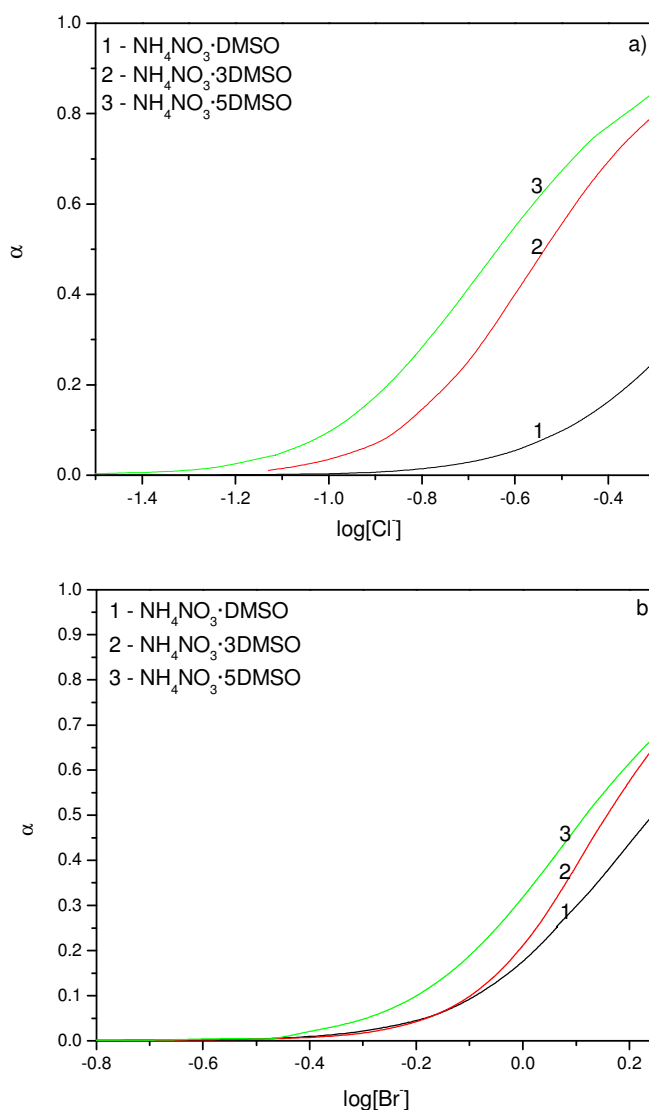 1.0
1 - NH₄NO₃·DMSO
a)
2 - NH₄NO₃·3DMSO
0.8
3 - NH₄NO₃·5DMSO
3
0.6
2
α
0.4
0.2
1
0.0
-1.4 -1.2 -1.0 -0.8 -0.6 -0.4
log[Cl⁻]
1.0
1 - NH₄NO₃·DMSO
b
0.9
2 - NH₄NO₃·3DMSO
0.8
3 - NH₄NO₃·5DMSO
0.7
0.6
α
0.5
3
0.4
2
0.3
1
0.2
0.1
0.0
-0.8 -0.6 -0.4 -0.2 0.0 0.2
log[Br⁻]